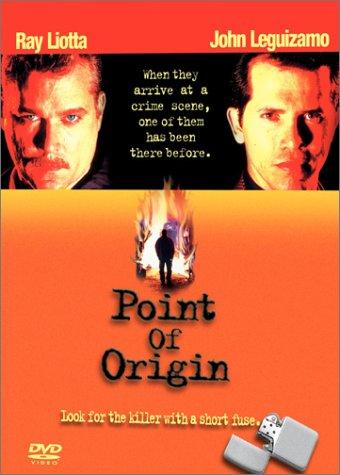 Ray Liotta
John Leguizamo
When they
arrive at a
crime scene,
one of them
has been
there before.
Point
Of
Origin
Look for the killer with a short fuse.
DVD
VIDEO